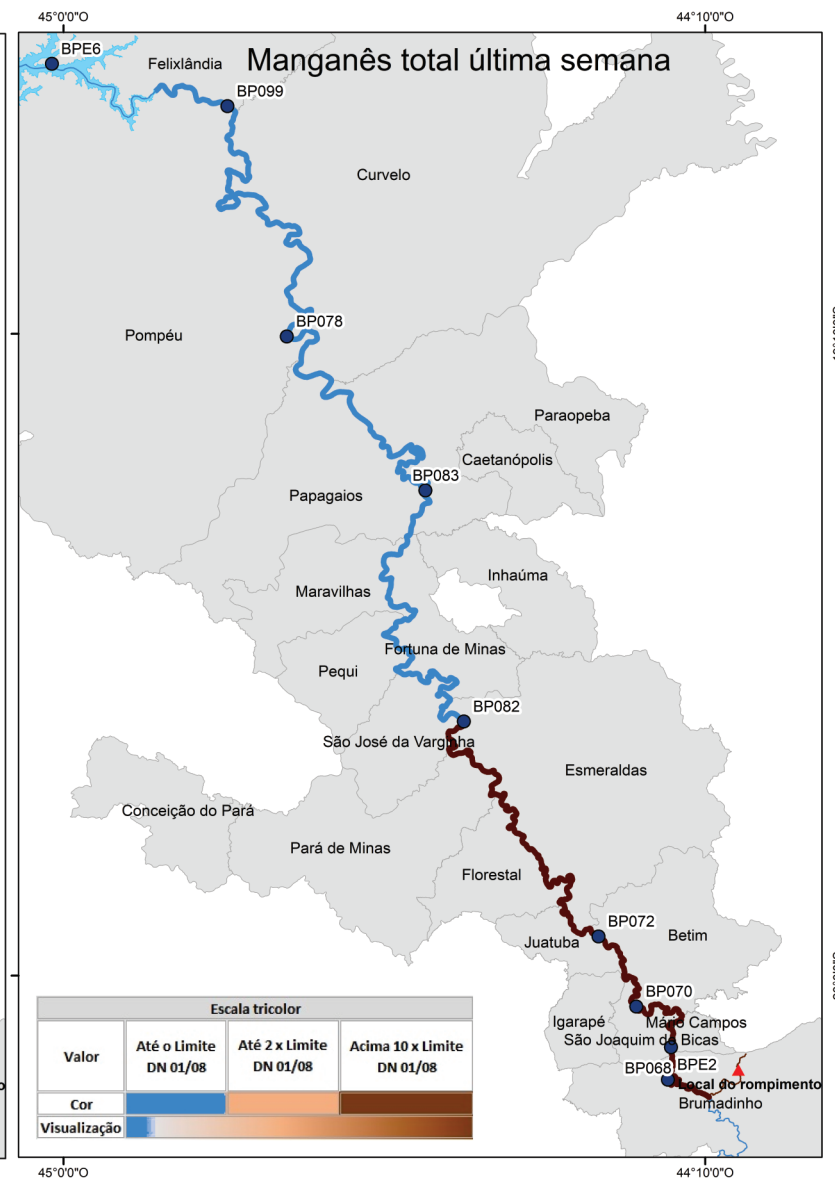 45°0'0"O
44°10'0"O
BPE6
Manganês total última semana
Felixlândia
BP099
Curvelo
BP078
Pompéu
Paraopeba
Caetanópolis
BP083
Papagaios
Inhaúma
Maravilhas
Fortuna de Minas
Pequi
BP082
São José da Varginha
Esmeraldas
Conceição do Pará
Pará de Minas
Florestal
BP072
Betim
Juatuba
BP070
Igarapé
Mário Campos
São Joaquim de Bicas
BP068
BPE2
Local do rompimento
Brumadinho
Escala tricolor
Valor
Até o Limite
DN 01/08
Até 2 x Limite
DN 01/08
Acima 10 x Limite
DN 01/08
Cor
Visualização
45°0'0"O
44°10'0"O